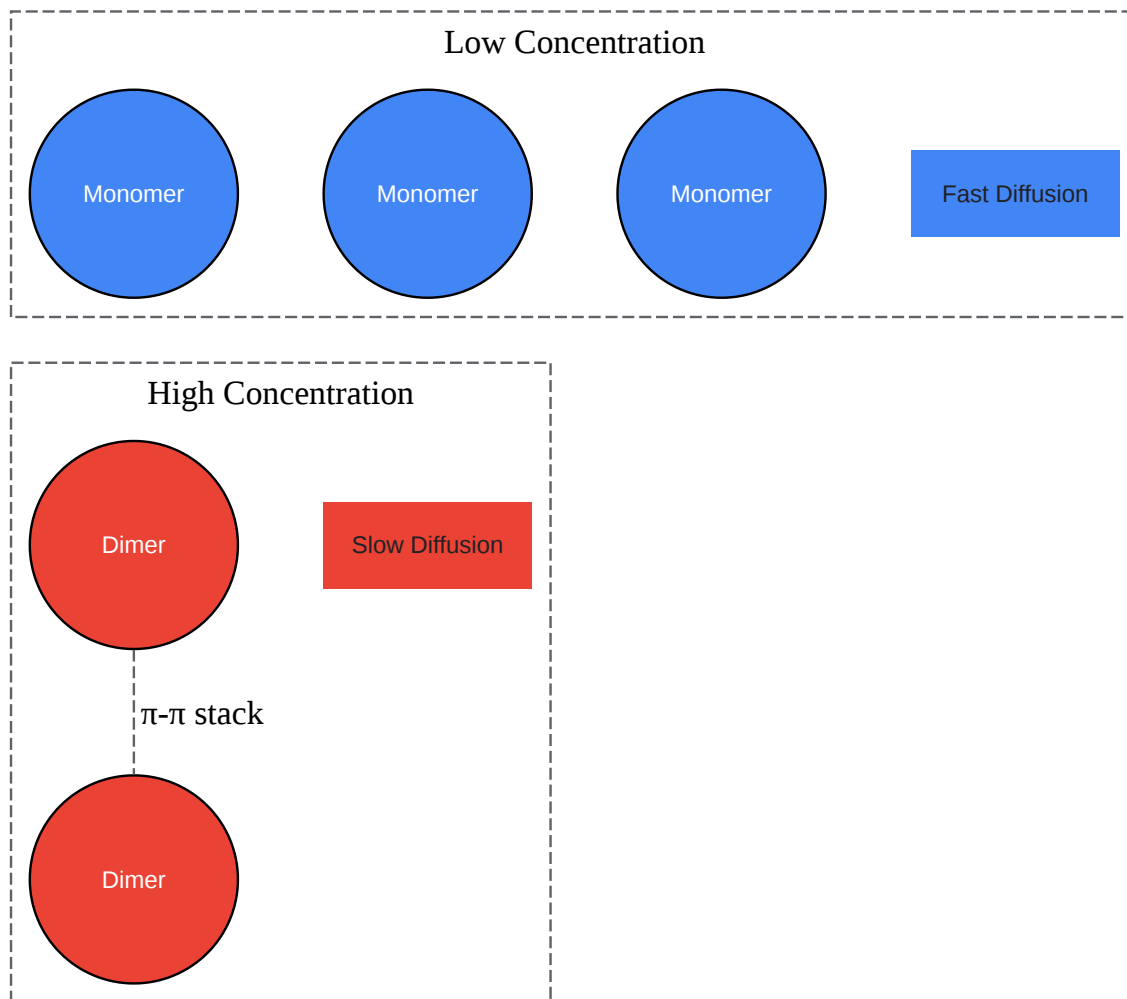 Low Concentration
Monomer
Monomer
Monomer
Fast Diffusion
High Concentration
Dimer
Slow Diffusion
π-π stack
Dimer